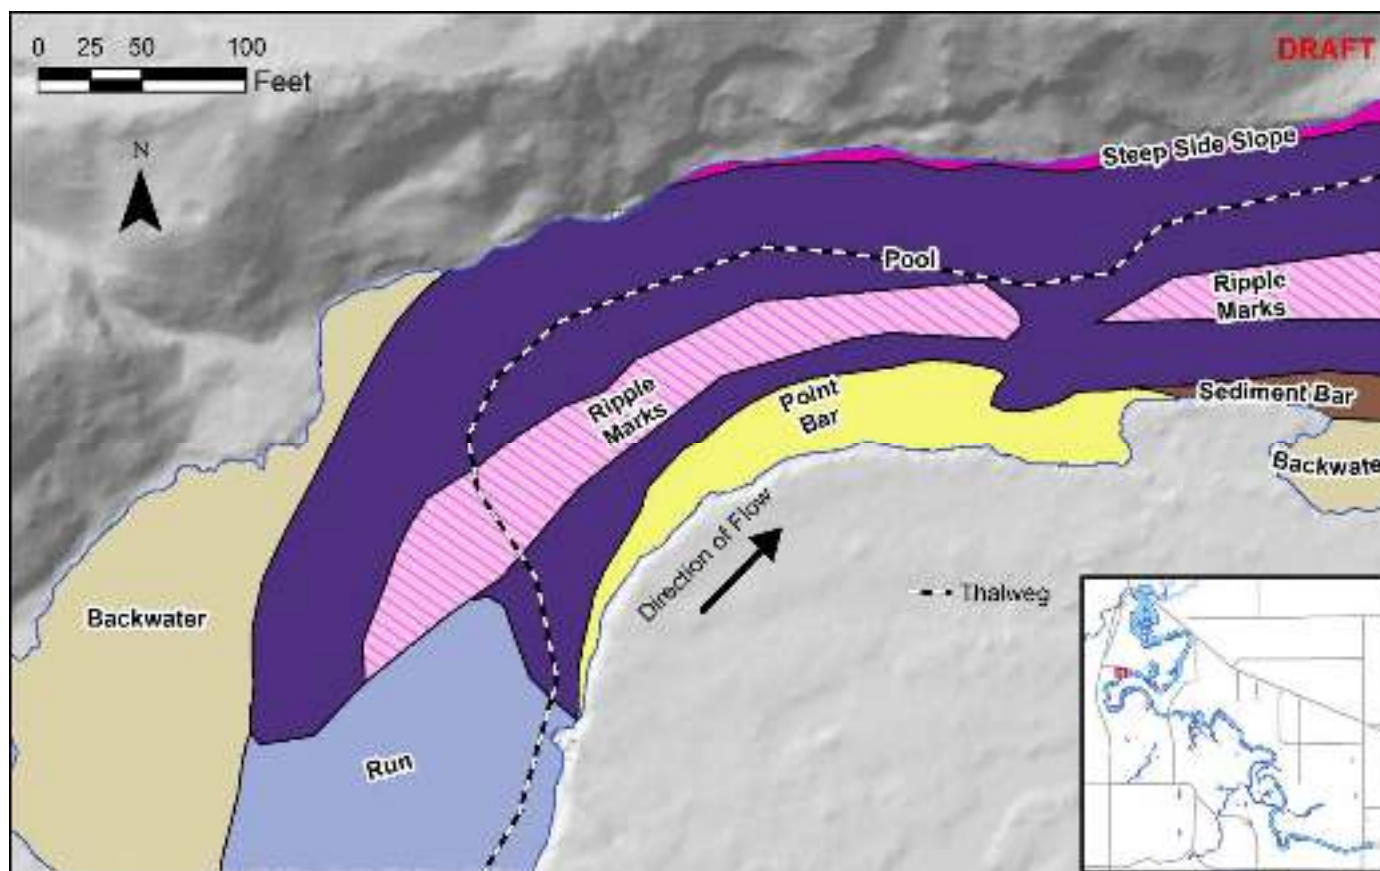 0 25 50 100
Feet
DRAFT
N
Steep Side Slope
Pool
Ripple
Marks
Ripple
Marks
Point
Bar
Sediment Bar
Backwate
Direction of Flow
Thalweg
Backwater
Run